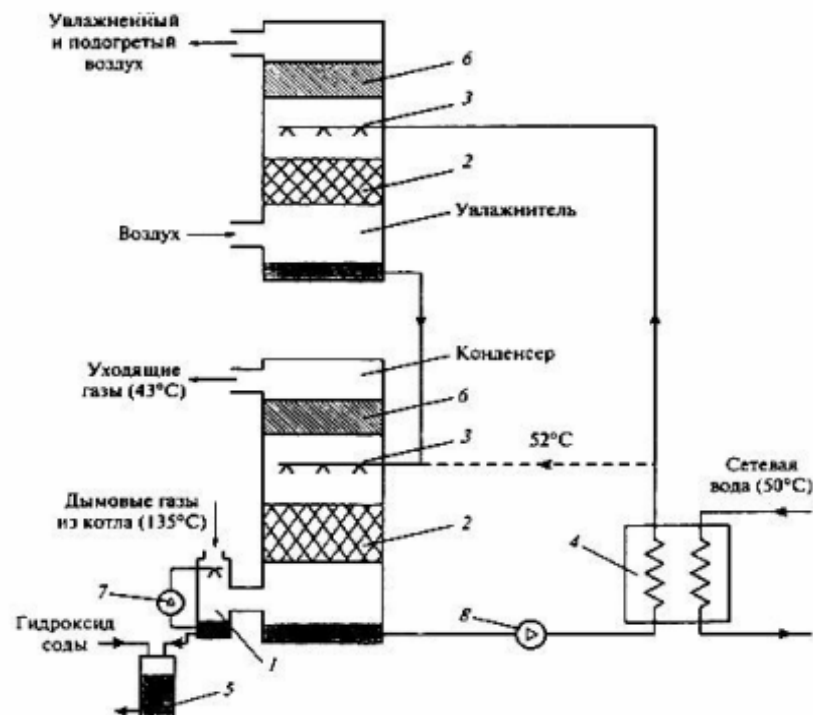 Увлажненный
и подогретый
воздух
6
3
2
Увлажнитель
Воздух
Конденсер
Уходящие
газы (43°C)
6
3
52°C
Сетевая
вода (50°C)
Дымовые газы
из котла (135°C)
2
4
7
8
Гидроксид
соды
1
5